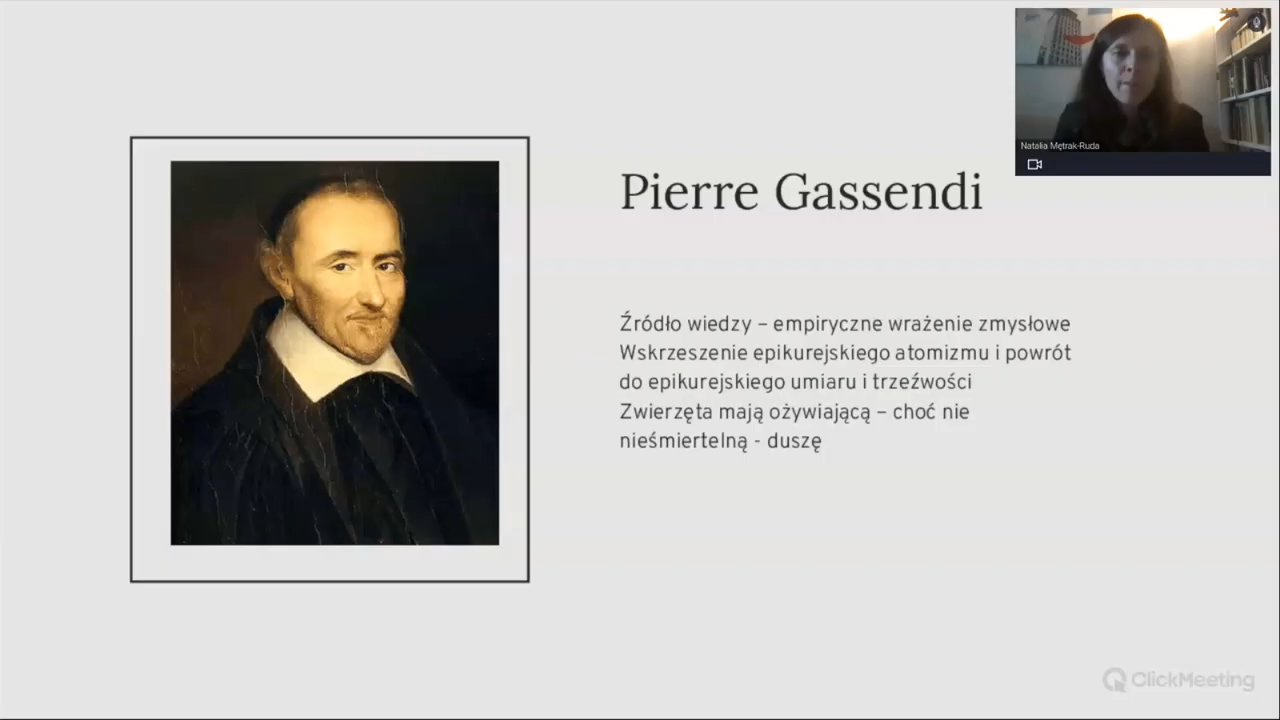 Natalia Mętrak-Ruda
Pierre Gassendi
Źródło wiedzy – empiryczne wrażenie zmysłowe
Wskrzeszenie epikurejskiego atomizmu i powrót
do epikurejskiego umiaru i trzeźwości
Zwierzęta mają ożywiającą – choć nie
nieśmiertelną - duszę
ClickMeeting